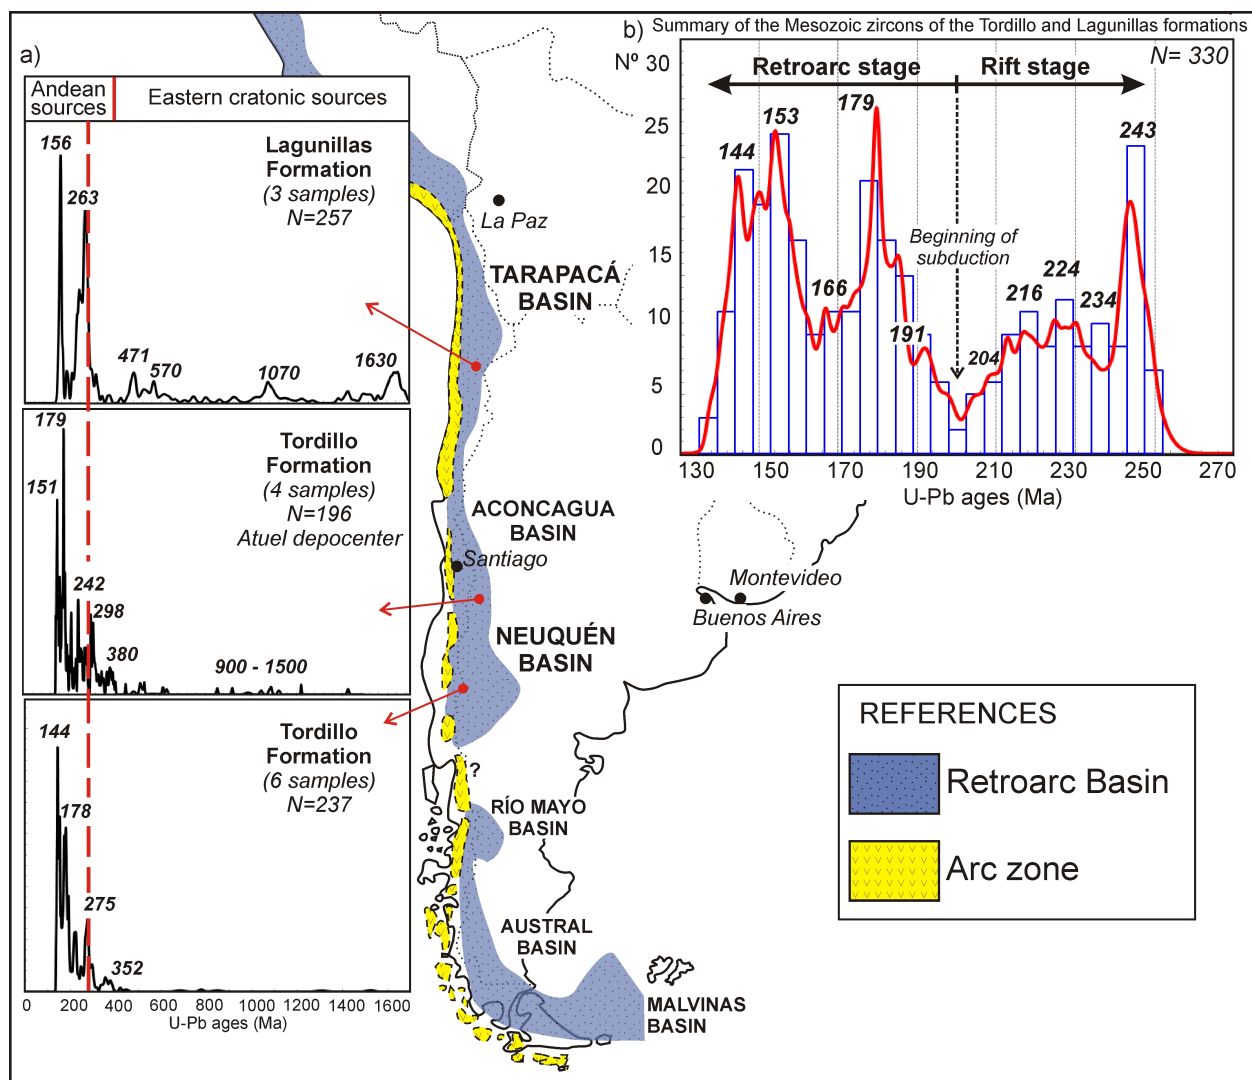 a)
Andean
sources
Eastern cratonic sources
156
263
Lagunillas
Formation
(3 samples)
N=257
471
570
1070
1630
179
151
Tordillo
Formation
(4 samples)
N=196
Atuel depocenter
242
298
380
900 - 1500
144
178
Tordillo
Formation
(6 samples)
N=237
275
352
0
200
400
600
800
1000
1200
1400
1600
U-Pb ages (Ma)
b)
Summary of the Mesozoic zircons of the Tordillo and Lagunillas formations
Nº
N= 330
Retroarc stage
Rift stage
30
25
20
15
10
5
0
144
153
166
179
191
Beginning of
subduction
204
216
224
234
243
130
150
170
190
210
230
250
270
U-Pb ages (Ma)
La Paz
TARAPACÁ
BASIN
ACONCAGUA
BASIN
Santiago
NEUQUÉN
BASIN
Montevideo
Buenos Aires
?
RÍO MAYO
BASIN
AUSTRAL
BASIN
MALVINAS
BASIN
REFERENCES
Retroarc Basin
Arc zone